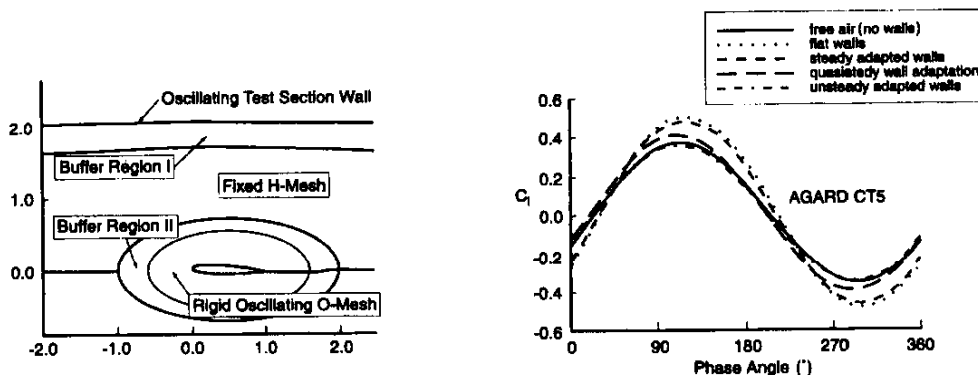 Oscillating Test Section Wall
2.0
Buffer Region I
Fixed H-Mesh
1.0
Buffer Region II
0.0
Rigid Oscillating O-Mesh
-2.0 -1.0 0.0 1.0 2.0
free air (no walls)
flat walls
steady adapted walls
quasistedy wall adaptation
unsteady adapted walls
0.6
0.4
0.2
Cl
AGARD CT5
0.0
-0.2
-0.4
-0.6
0 90 180 270 360
Phase Angle (°)